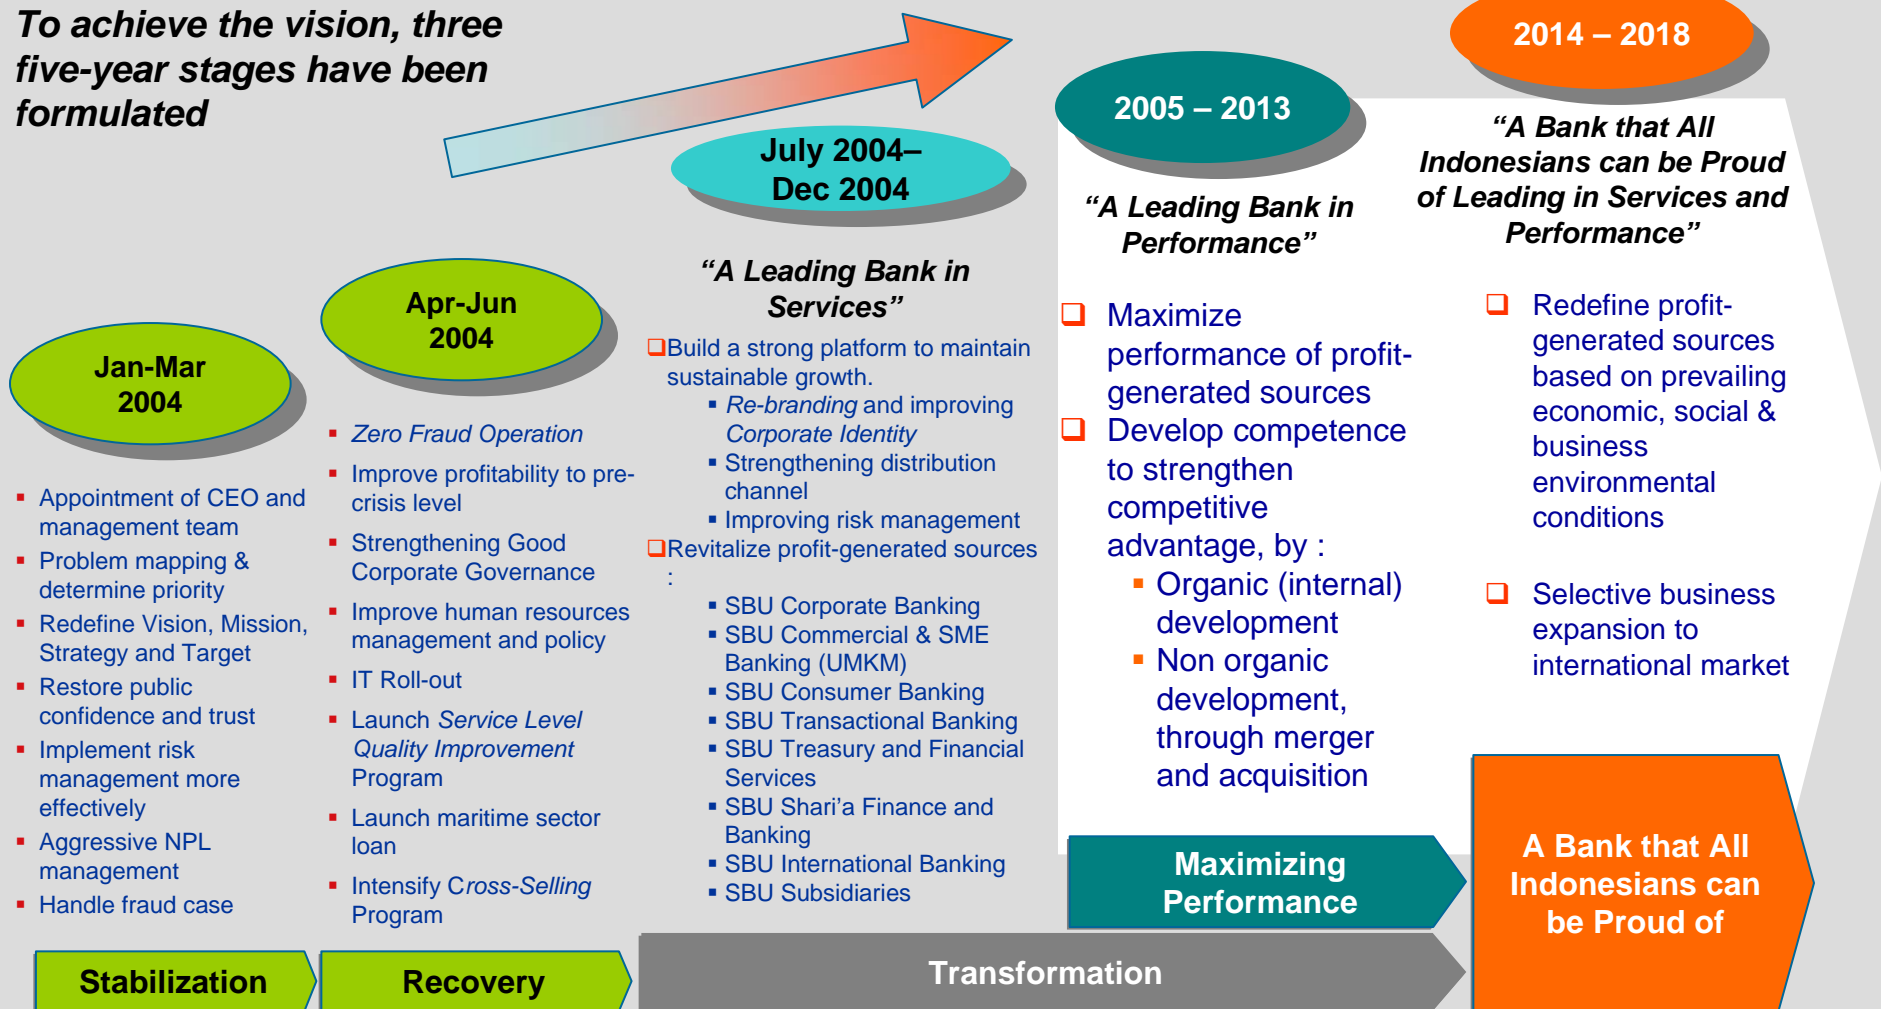 To achieve the vision, three
five-year stages have been
formulated
Jan-Mar
2004
▪ Appointment of CEO and
management team
▪ Problem mapping &
determine priority
▪ Redefine Vision, Mission,
Strategy and Target
▪ Restore public
confidence and trust
▪ Implement risk
management more
effectively
▪ Aggressive NPL
management
▪ Handle fraud case
Stabilization
Apr-Jun
2004
▪ Zero Fraud Operation
▪ Improve profitability to pre-
crisis level
▪ Strengthening Good
Corporate Governance
▪ Improve human resources
management and policy
▪ IT Roll-out
▪ Launch Service Level
Quality Improvement
Program
▪ Launch maritime sector
loan
▪ Intensify Cross-Selling
Program
Recovery
July 2004–
Dec 2004
“A Leading Bank in
Services”
❑Build a strong platform to maintain
sustainable growth.
▪ Re-branding and improving
Corporate Identity
▪ Strengthening distribution
channel
▪ Improving risk management
❑Revitalize profit-generated sources
:
▪ SBU Corporate Banking
▪ SBU Commercial & SME
Banking (UMKM)
▪ SBU Consumer Banking
▪ SBU Transactional Banking
▪ SBU Treasury and Financial
Services
▪ SBU Shari’a Finance and
Banking
▪ SBU International Banking
▪ SBU Subsidiaries
Transformation
2005 – 2013
“A Leading Bank in
Performance”
❑ Maximize
performance of profit-
generated sources
❑ Develop competence
to strengthen
competitive
advantage, by :
▪ Organic (internal)
development
▪ Non organic
development,
through merger
and acquisition
Maximizing
Performance
2014 – 2018
“A Bank that All
Indonesians can be Proud
of Leading in Services and
Performance”
❑ Redefine profit-
generated sources
based on prevailing
economic, social &
business
environmental
conditions
❑ Selective business
expansion to
international market
A Bank that All
Indonesians can
be Proud of